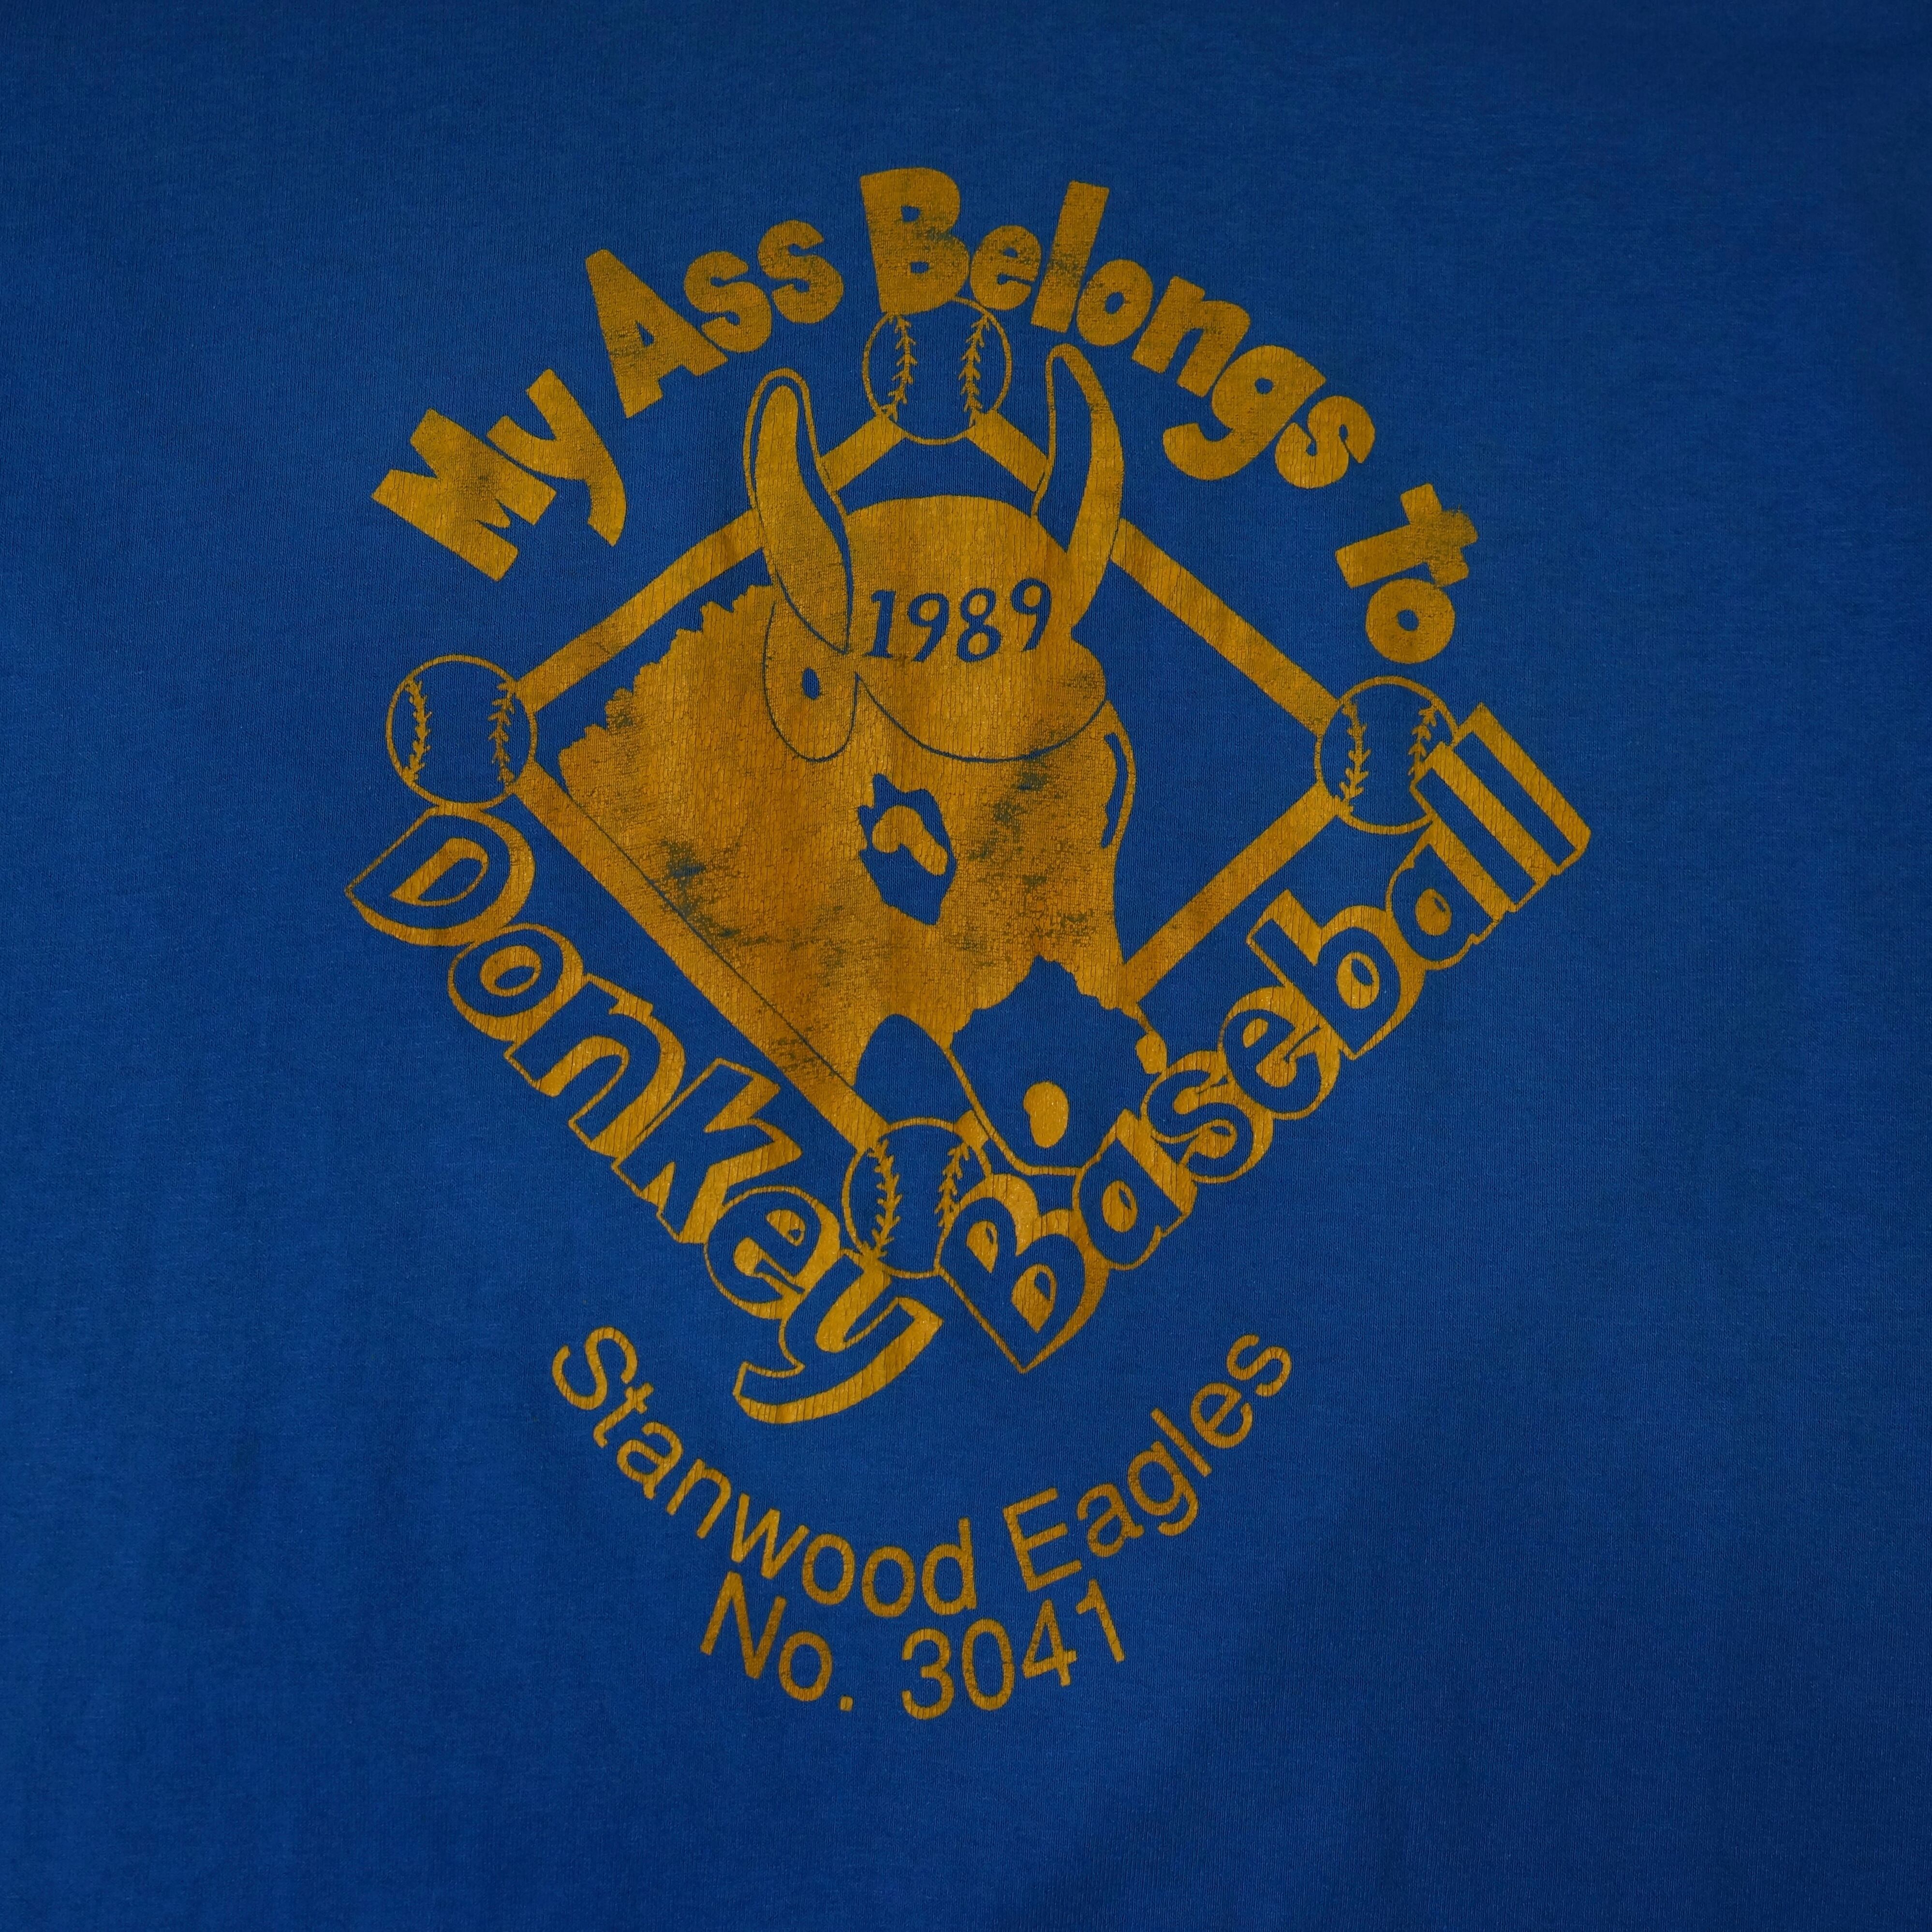 My Ass Belongs to
1989
Donkey Baseball
Stanwood Eagles
No. 3041